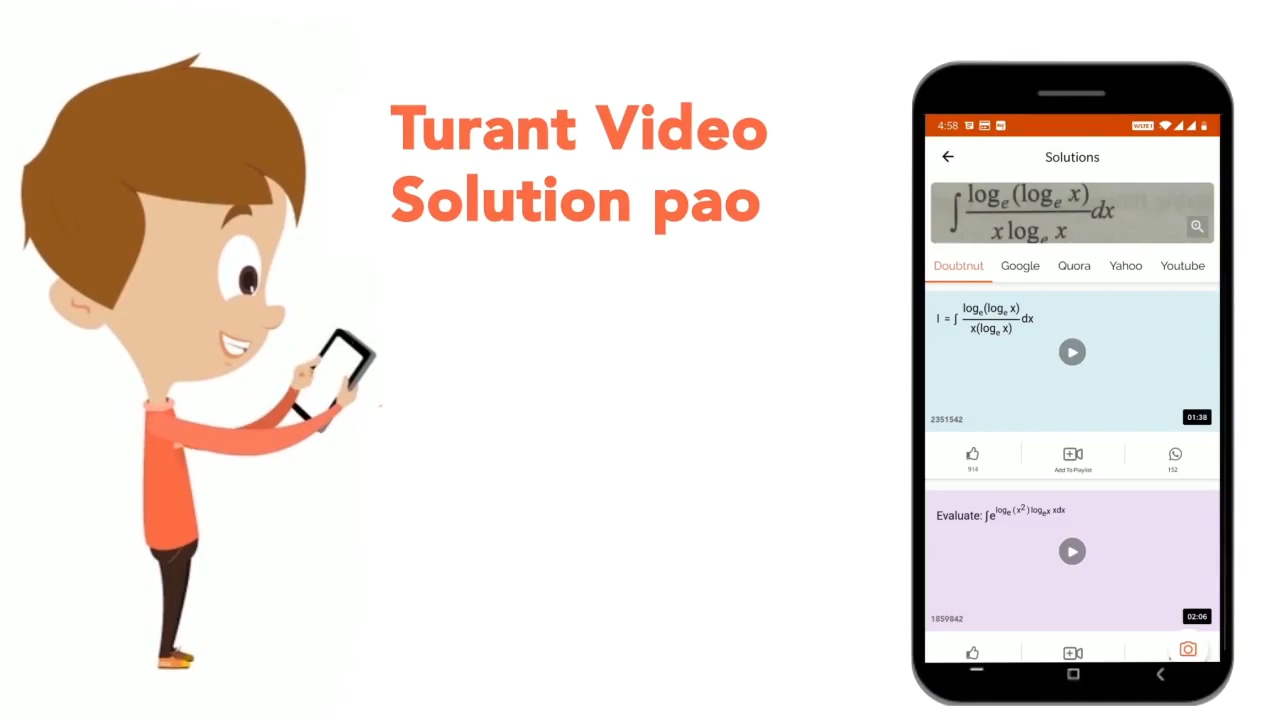 Turant Video
Solution pao
4:58
VoLTE1
Solutions
∫ logₑ(logₑ x) / x logₑ x dx
Doubtnut Google Quora Yahoo Youtube
I = ∫ logₑ(logₑ x) / x(logₑ x) dx
2351542 01:38
914 Add To Playlist 152
Evaluate: ∫e^logₑ(x²)logₑx xdx
1859842 02:06